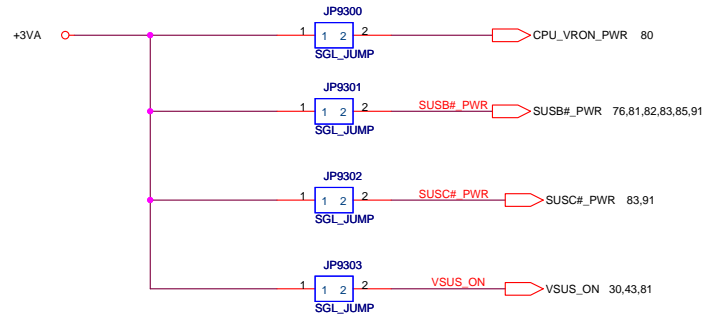 JP9300
+3VA 1 1 2 2 CPU_VRON_PWR 80
SGL_JUMP
JP9301
1 1 2 2 SUSB#_PWR SUSB#_PWR 76,81,82,83,85,91
SGL_JUMP
JP9302
1 1 2 2 SUSC#_PWR SUSC#_PWR 83,91
SGL_JUMP
JP9303
1 1 2 2 VSUS_ON VSUS_ON 30,43,81
SGL_JUMP